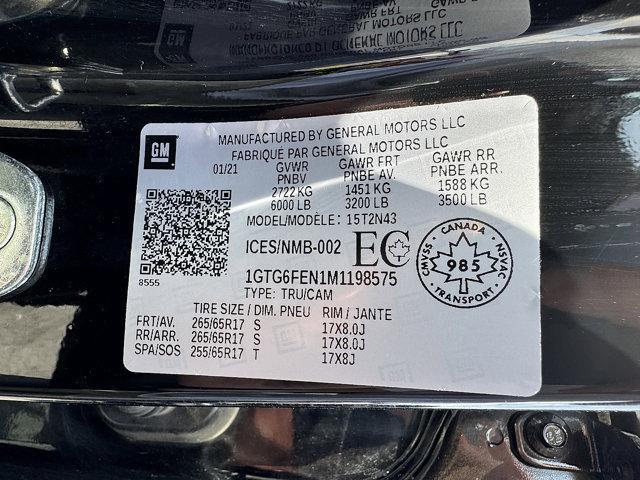 GM
MANUFACTURED BY GENERAL MOTORS LLC
FABRIQUÉ PAR GENERAL MOTORS LLC
01/21 GVWR GAWR FRT GAWR RR
PNBV PNBE AV. PNBE ARR.
2722 KG 1451 KG 1588 KG
6000 LB 3200 LB 3500 LB
MODEL/MODÈLE: 15T2N43
ICES/NMB-002 EC
8555
1GTG6FEN1M1198575
TYPE: TRU/CAM
CANADA
CMVSS 985 NSVAC
TRANSPORT
TIRE SIZE / DIM. PNEU RIM / JANTE
FRT/AV. 265/65R17 S 17X8.0J
RR/ARR. 265/65R17 S 17X8.0J
SPA/SOS 255/65R17 T 17X8J